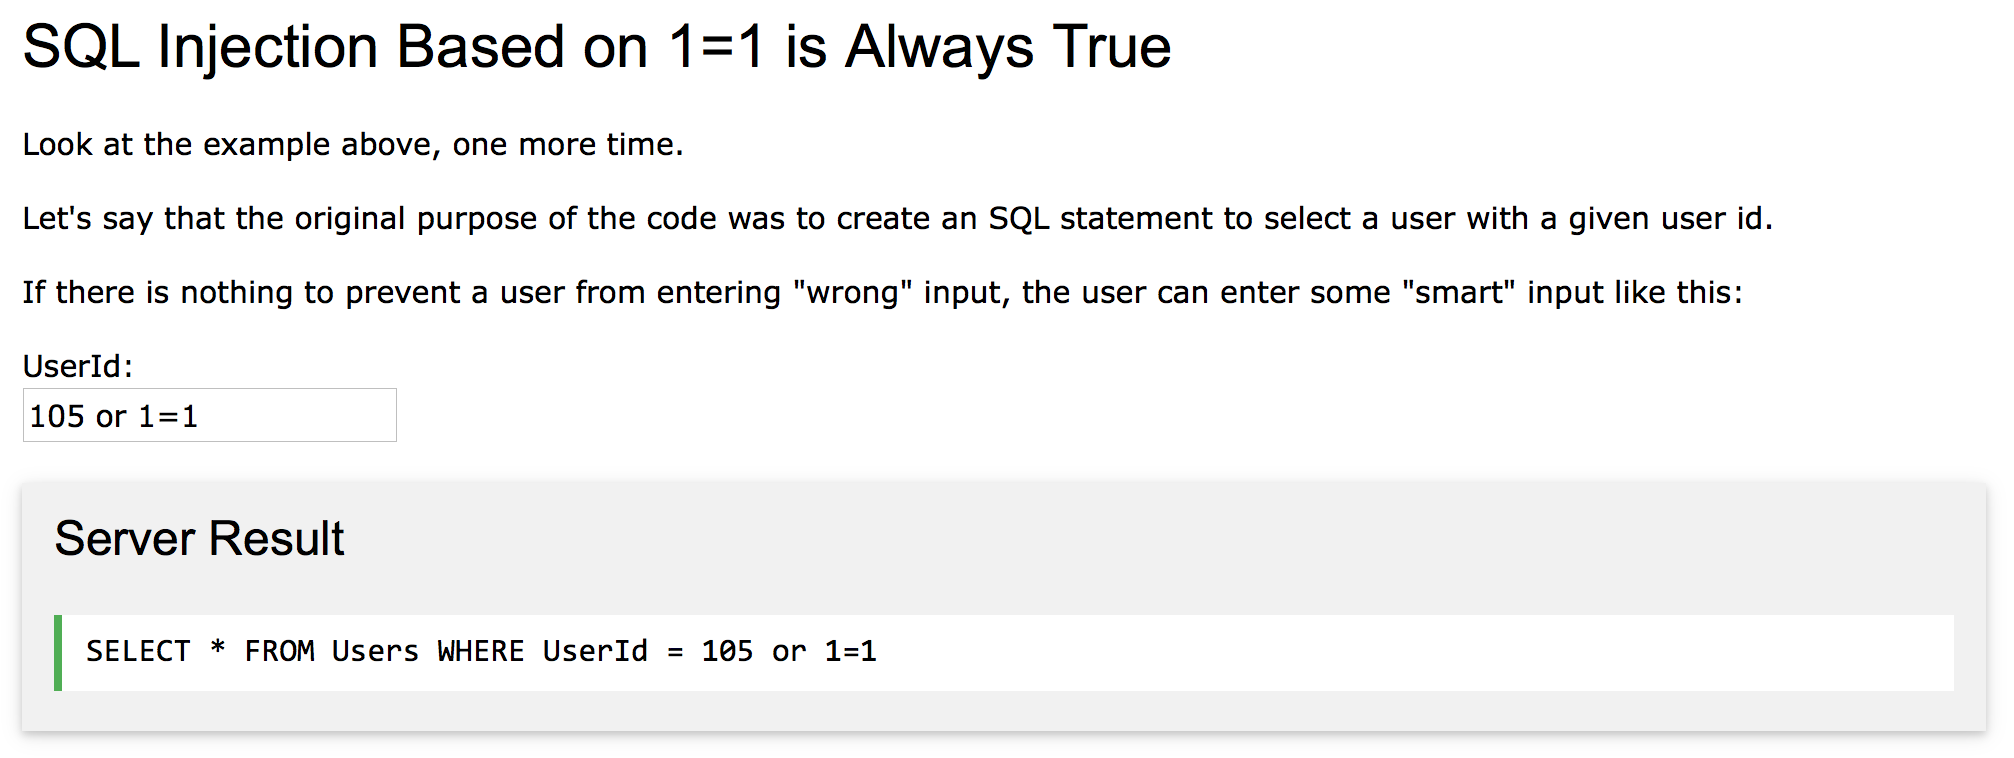 SQL Injection Based on 1=1 is Always True
Look at the example above, one more time.
Let's say that the original purpose of the code was to create an SQL statement to select a user with a given user id.
If there is nothing to prevent a user from entering "wrong" input, the user can enter some "smart" input like this:
UserId:
105 or 1=1
Server Result
SELECT * FROM Users WHERE UserId = 105 or 1=1